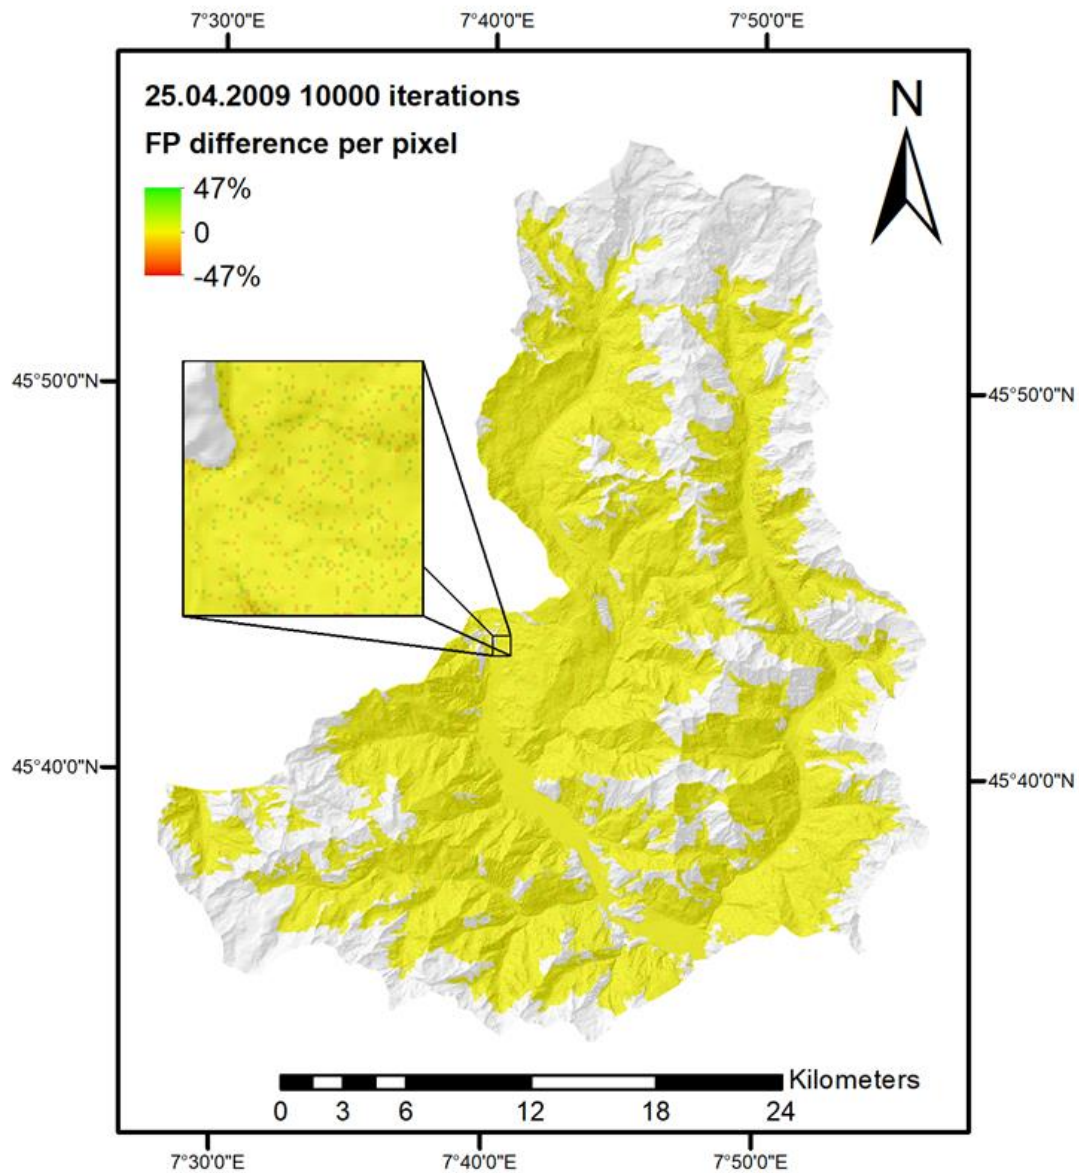 7°30'0"E 7°40'0"E 7°50'0"E
25.04.2009 10000 iterations
FP difference per pixel
47%
0
-47%
N
45°50'0"N 45°50'0"N
45°40'0"N 45°40'0"N
Kilometers
0 3 6 12 18 24
7°30'0"E 7°40'0"E 7°50'0"E